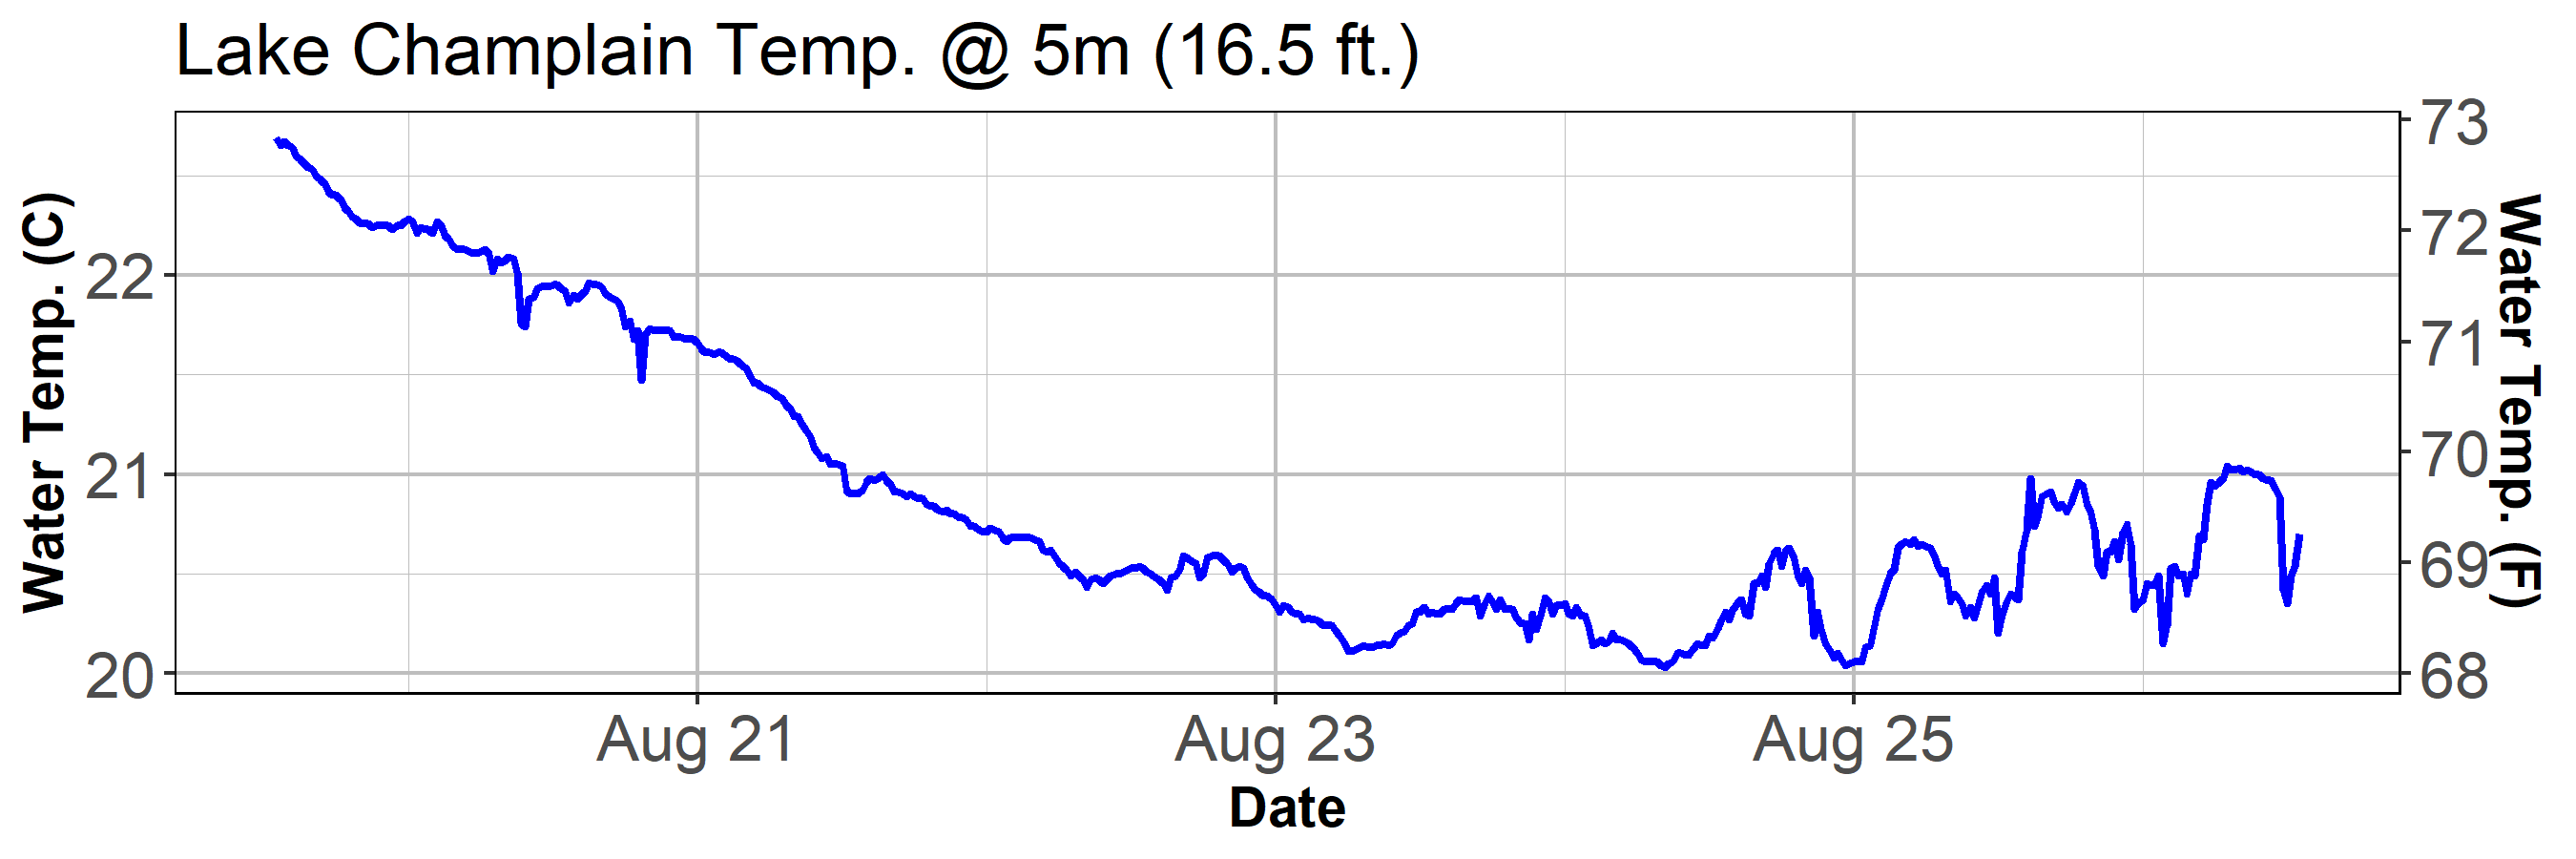 Lake Champlain Temp. @ 5m (16.5 ft.)
Water Temp. (C)
22
21
20
73
72
71
70
69
68
Water Temp. (F)
Aug 21
Aug 23
Aug 25
Date